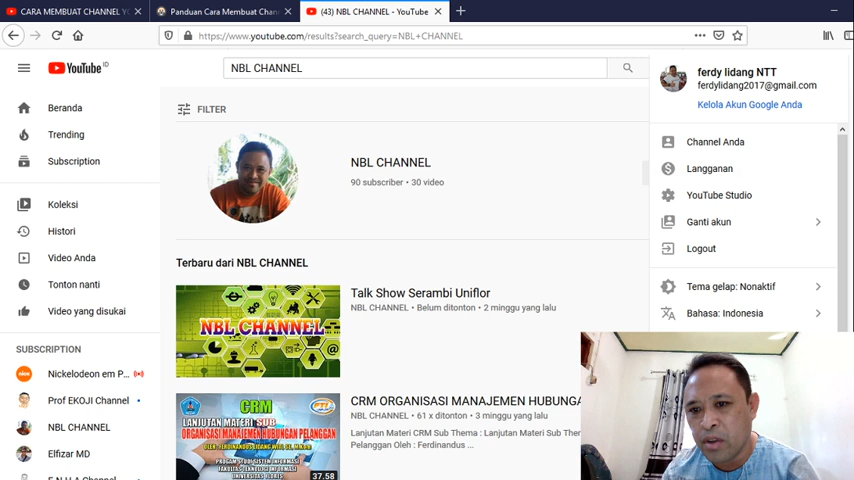 CARA MEMBUAT CHANNEL Y
Panduan Cara Membuat Chan
(43) NBL CHANNEL - YouTube
https://www.youtube.com/results?search_query=NBL+CHANNEL
YouTube ID
NBL CHANNEL
ferdy lidang NTT
ferdylidang2017@gmail.com
Kelola Akun Google Anda
Beranda
Trending
Subscription
Koleksi
Histori
Video Anda
Tonton nanti
Video yang disukai
SUBSCRIPTION
Nickelodeon em P...
Prof EKOJI Channel
NBL CHANNEL
Elfizar MD
FILTER
NBL CHANNEL
90 subscriber • 30 video
Terbaru dari NBL CHANNEL
NBL CHANNEL
Talk Show Serambi Uniflor
NBL CHANNEL • Belum ditonton • 2 minggu yang lalu
CRM
LANJUTAN MATERI SUB
ORGANISASI MANAJEMEN HUBUNGAN PELANGGAN
37.58
CRM ORGANISASI MANAJEMEN HUBUNGA
NBL CHANNEL • 61 x ditonton • 3 minggu yang lalu
Lanjutan Materi CRM Sub Thema : Lanjutan Materi Sub Then
Pelanggan Oleh : Ferdinandus ...
Channel Anda
Langganan
YouTube Studio
Ganti akun
Logout
Tema gelap: Nonaktif
Bahasa: Indonesia